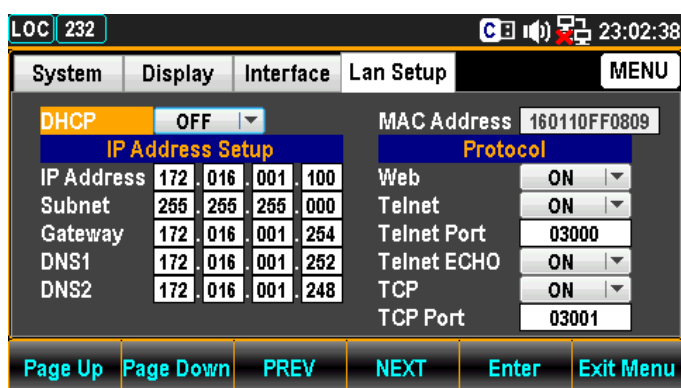 LOC 232 C 23:02:38
System Display Interface Lan Setup MENU
DHCP OFF
IP Address Setup
IP Address 172 . 016 . 001 . 100
Subnet 255 . 255 . 255 . 000
Gateway 172 . 016 . 001 . 254
DNS1 172 . 016 . 001 . 252
DNS2 172 . 016 . 001 . 248
MAC Address 160110FF0809
Protocol
Web ON
Telnet ON
Telnet Port 03000
Telnet ECHO ON
TCP ON
TCP Port 03001
Page Up Page Down PREV NEXT Enter Exit Menu